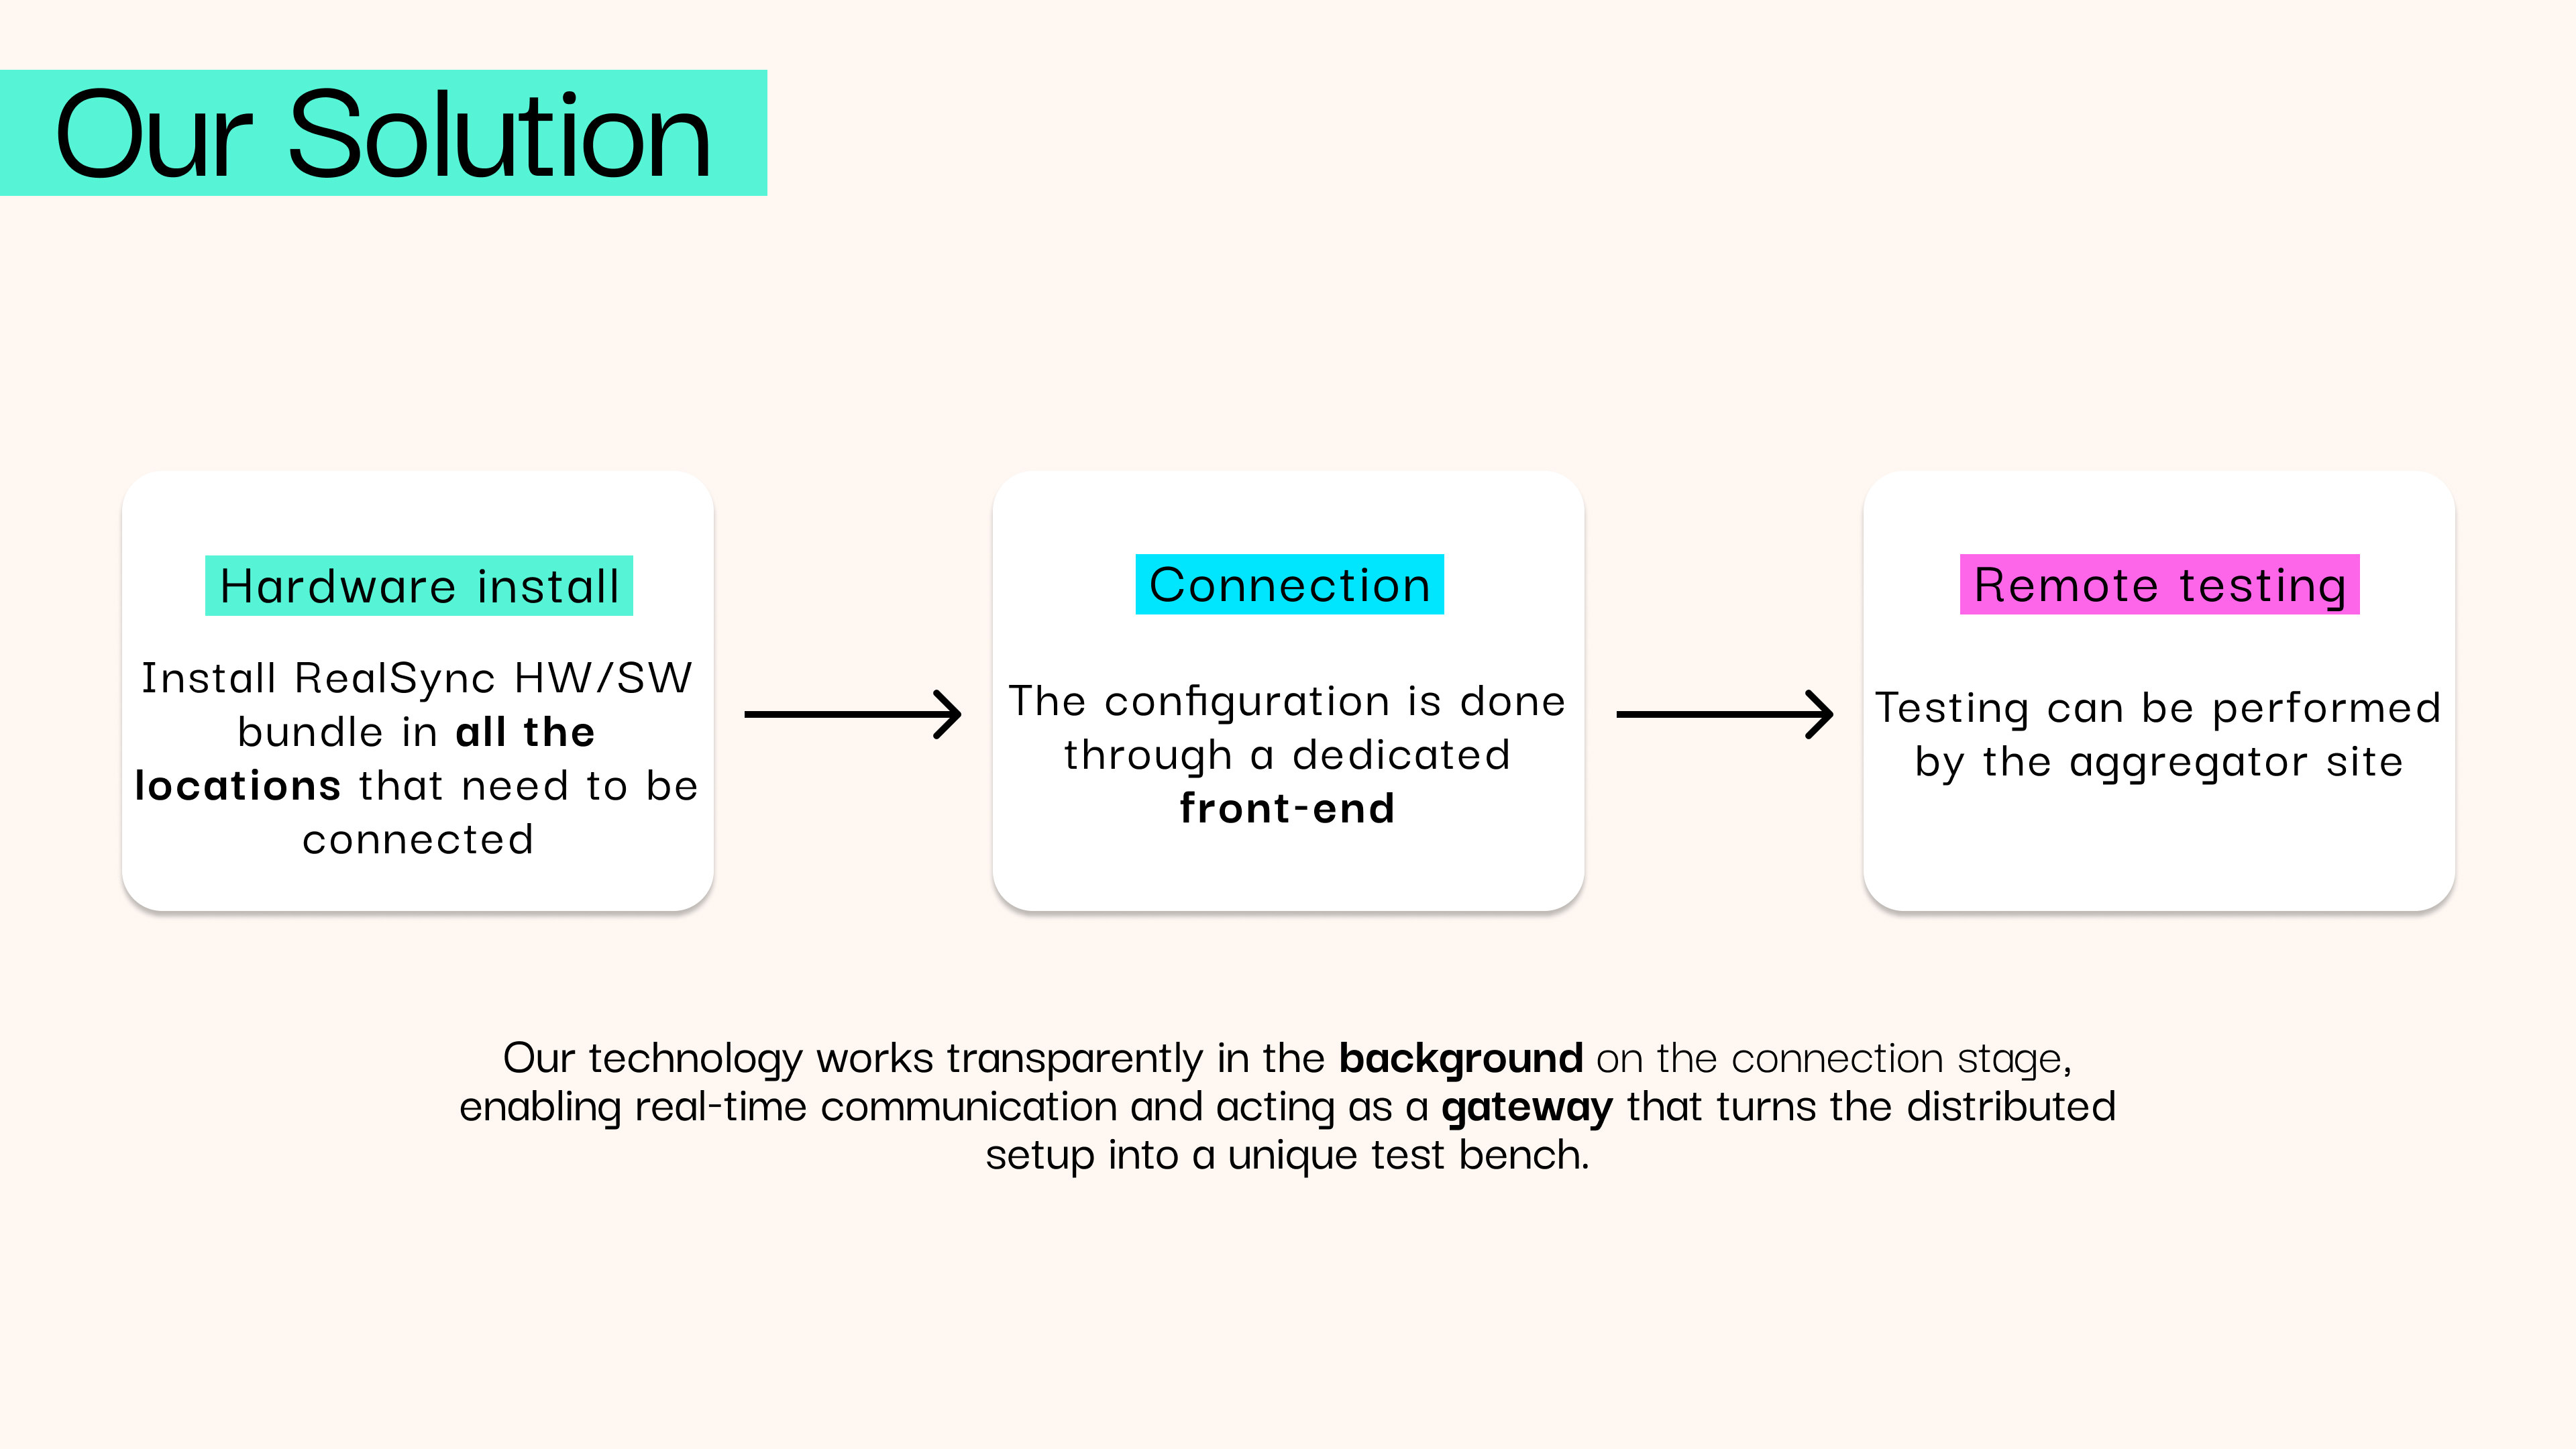 Our Solution
Hardware install
Install RealSync HW/SW
bundle in all the
locations that need to be
connected
Connection
The configuration is done
through a dedicated
front-end
Remote testing
Testing can be performed
by the aggregator site
Our technology works transparently in the background on the connection stage,
enabling real-time communication and acting as a gateway that turns the distributed
setup into a unique test bench.